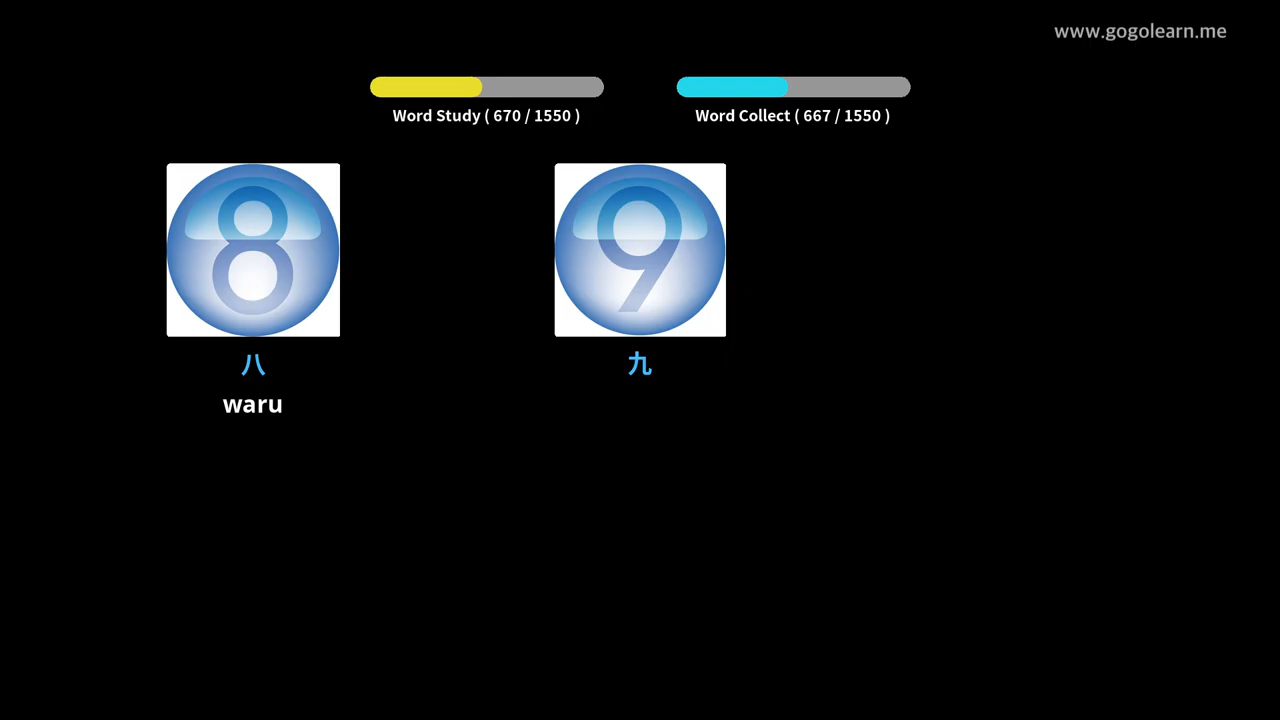 www.gogolearn.me
Word Study ( 670 / 1550 )
Word Collect ( 667 / 1550 )
8
9
八
九
waru